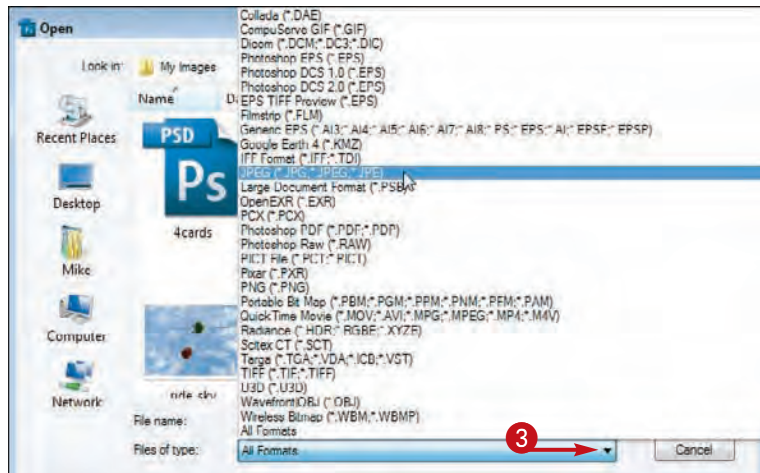 Open
Look in:
My Images
Name
Recent Places
PSD
Ps
4cards
Desktop
Mike
Computer
Network
File name:
Files of type:
All Formats
Cancel
3
Collada (*.DAE)
CompuServe GIF (*.GIF)
Dicom (*.DCM;*.DC3;*.DIC)
Photoshop EPS (*.EPS)
Photoshop DCS 1.0 (*.EPS)
Photoshop DCS 2.0 (*.EPS)
EPS TIFF Preview (*.EPS)
Filmstrip (*.FLM)
Generic EPS (*.AI3;*.AI4;*.AI5;*.AI6;*.AI7;*.AI8;*.PS;*.EPS;*.AI;*.EPSF;*.EPSP)
Google Earth 4 (*.KMZ)
IFF Format (*.IFF;*.TDI)
JPEG (*.JPG;*.JPEG;*.JPE)
Large Document Format (*.PSB)
OpenEXR (*.EXR)
PCX (*.PCX)
Photoshop PDF (*.PDF;*.PDP)
Photoshop Raw (*.RAW)
PICT File (*.PCT;*.PICT)
Pixar (*.PXR)
PNG (*.PNG)
Portable Bit Map (*.PBM;*.PGM;*.PPM;*.PNM;*.PFM;*.PAM)
QuickTime Movie (*.MOV;*.AVI;*.MPG;*.MPEG;*.MP4;*.M4V)
Radiance (*.HDR;*.RGBE;*.XYZE)
Scitex CT (*.SCT)
Targa (*.TGA;*.VDA;*.ICB;*.VST)
TIFF (*.TIF;*.TIFF)
U3D (*.U3D)
Wavefront|OBJ (*.OBJ)
Wireless Bitmap (*.WBM;*.WBMP)
All Formats